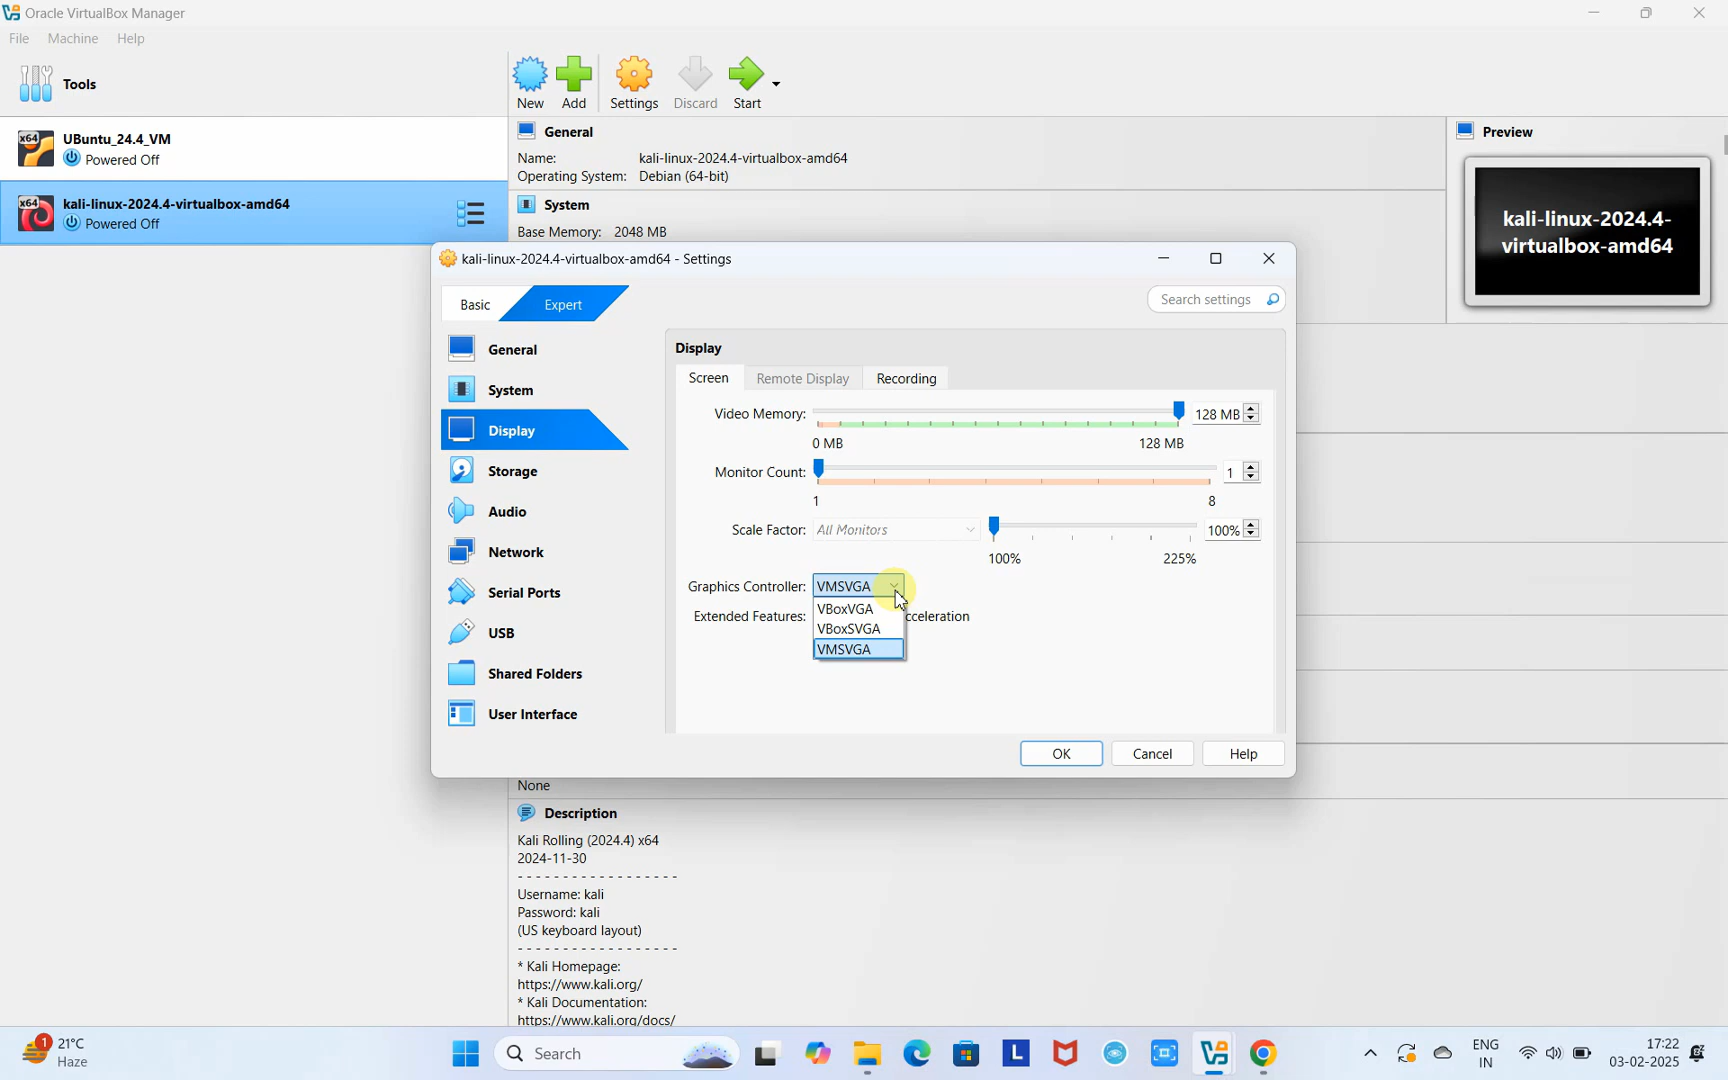 Oracle VirtualBox Manager
File Machine Help
Tools
New Add Settings Discard Start
x64 UBuntu_24.4_VM
Powered Off
x64 kali-linux-2024.4-virtualbox-amd64
Powered Off
General
Name: kali-linux-2024.4-virtualbox-amd64
Operating System: Debian (64-bit)
System
Base Memory: 2048 MB
Preview
kali-linux-2024.4-
virtualbox-amd64
kali-linux-2024.4-virtualbox-amd64 - Settings
Basic Expert
Search settings
General
System
Display
Storage
Audio
Network
Serial Ports
USB
Shared Folders
User Interface
Display
Screen Remote Display Recording
Video Memory: 128 MB
0 MB 128 MB
Monitor Count: 1
1 8
Scale Factor: All Monitors 100%
100% 225%
Graphics Controller: VMSVGA
VBoxVGA
Extended Features: cceleration
VBoxSVGA
VMSVGA
OK Cancel Help
None
Description
Kali Rolling (2024.4) x64
2024-11-30
- - - - - - - - - - - - - - - - - -
Username: kali
Password: kali
(US keyboard layout)
- - - - - - - - - - - - - - - - - -
* Kali Homepage:
https://www.kali.org/
* Kali Documentation:
https://www.kali.org/docs/
1 21°C
Haze
Search
L
ENG
IN
17:22
03-02-2025